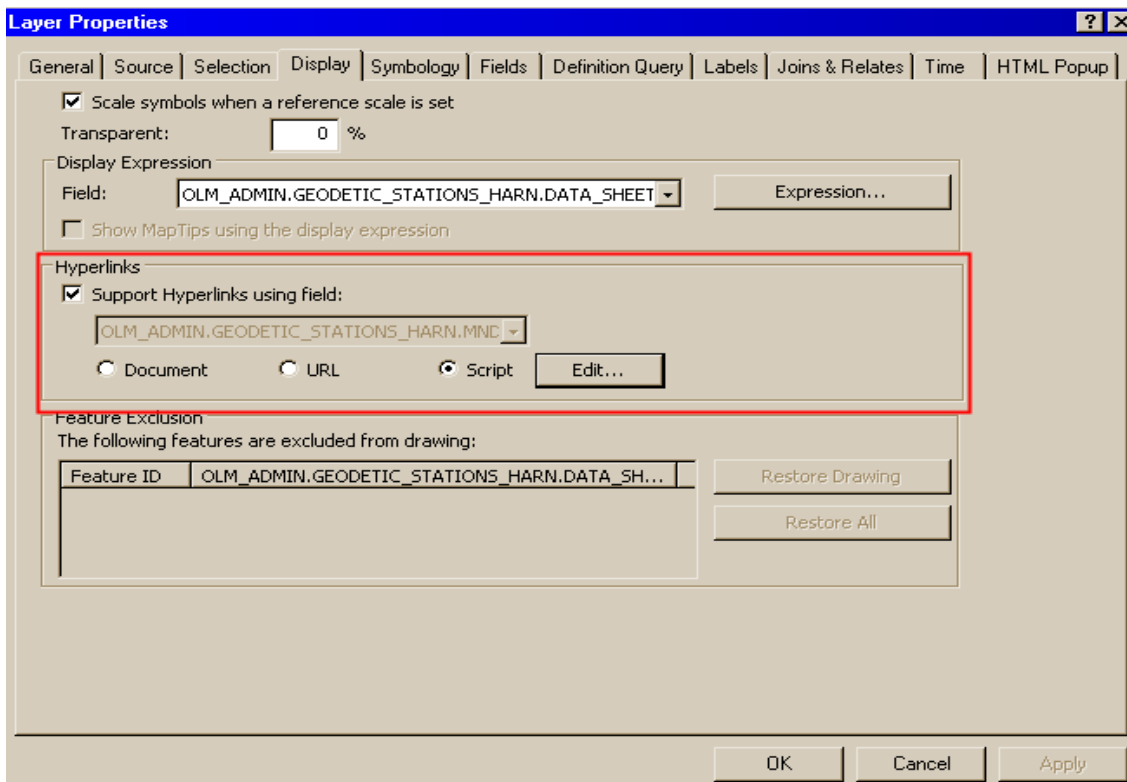 Layer Properties
General Source Selection Display Symbology Fields Definition Query Labels Joins & Relates Time HTML Popup
Scale symbols when a reference scale is set
Transparent: 0 %
Display Expression
Field: OLM_ADMIN.GEODETIC_STATIONS_HARN.DATA_SHEET Expression...
Show MapTips using the display expression
Hyperlinks
Support Hyperlinks using field:
OLM_ADMIN.GEODETIC_STATIONS_HARN.MND
Document URL Script Edit...
Feature Exclusion
The following features are excluded from drawing:
Feature ID OLM_ADMIN.GEODETIC_STATIONS_HARN.DATA_SH...
Restore Drawing
Restore All
OK Cancel Apply